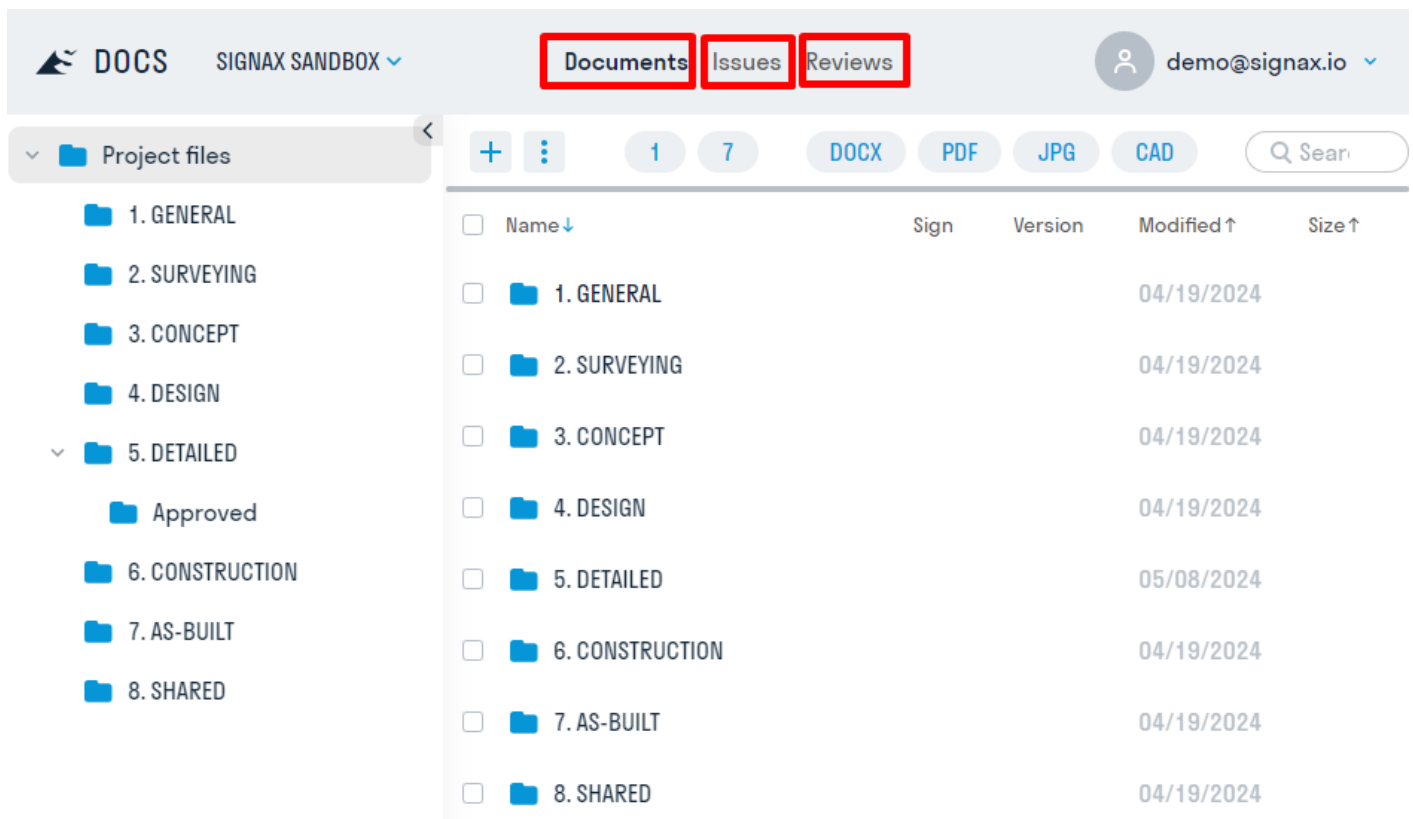 DOCS SIGNAX SANDBOX Documents Issues Reviews demo@signax.io
Project files
1. GENERAL
2. SURVEYING
3. CONCEPT
4. DESIGN
5. DETAILED
Approved
6. CONSTRUCTION
7. AS-BUILT
8. SHARED
1 7 DOCX PDF JPG CAD Sear
Name↓ Sign Version Modified↑ Size↑
1. GENERAL 04/19/2024
2. SURVEYING 04/19/2024
3. CONCEPT 04/19/2024
4. DESIGN 04/19/2024
5. DETAILED 05/08/2024
6. CONSTRUCTION 04/19/2024
7. AS-BUILT 04/19/2024
8. SHARED 04/19/2024